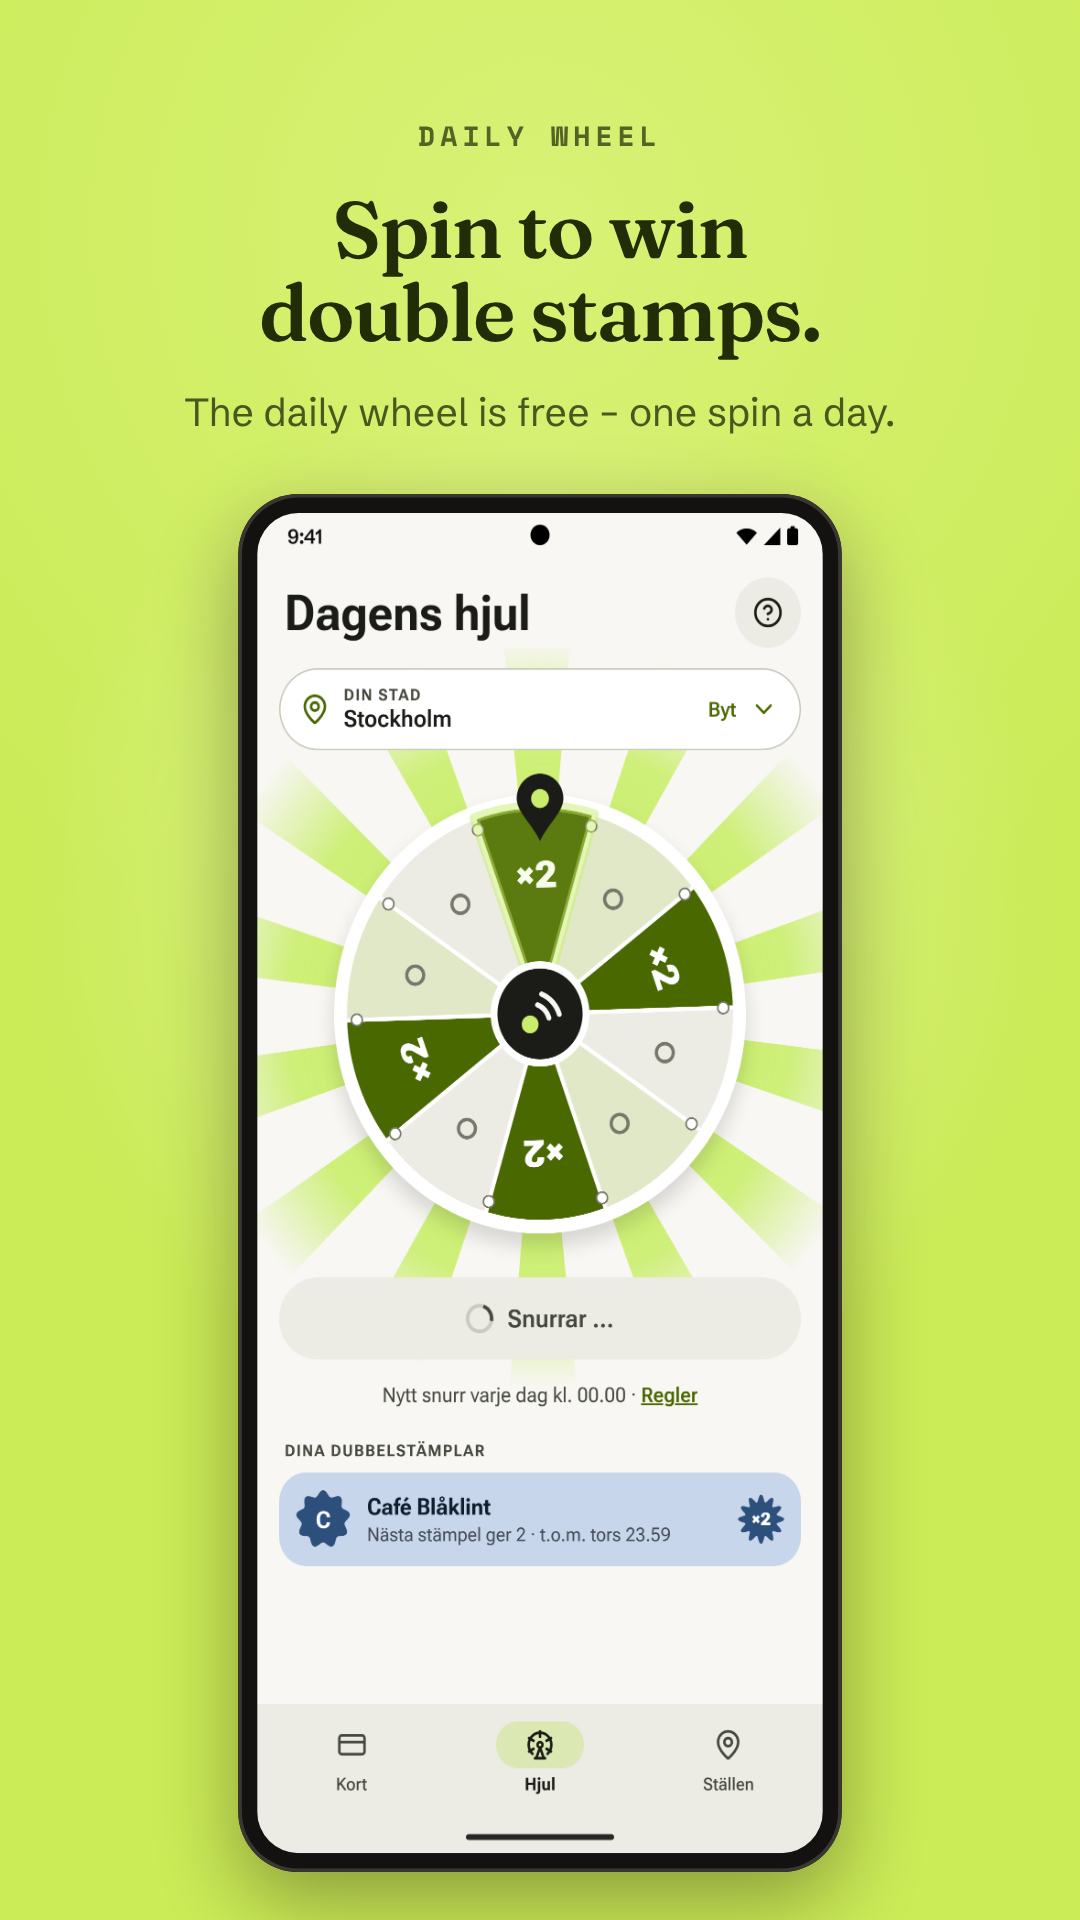 DAILY WHEEL
Spin to win
double stamps.
The daily wheel is free – one spin a day.
9:41
Dagens hjul
DIN STAD
Stockholm
Byt
×2
×2
×2
×2
Snurrar ...
Nytt snurr varje dag kl. 00.00 · Regler
DINA DUBBELSTÄMPLAR
C
Café Blåklint
Nästa stämpel ger 2 · t.o.m. tors 23.59
×2
Kort
Hjul
Ställen